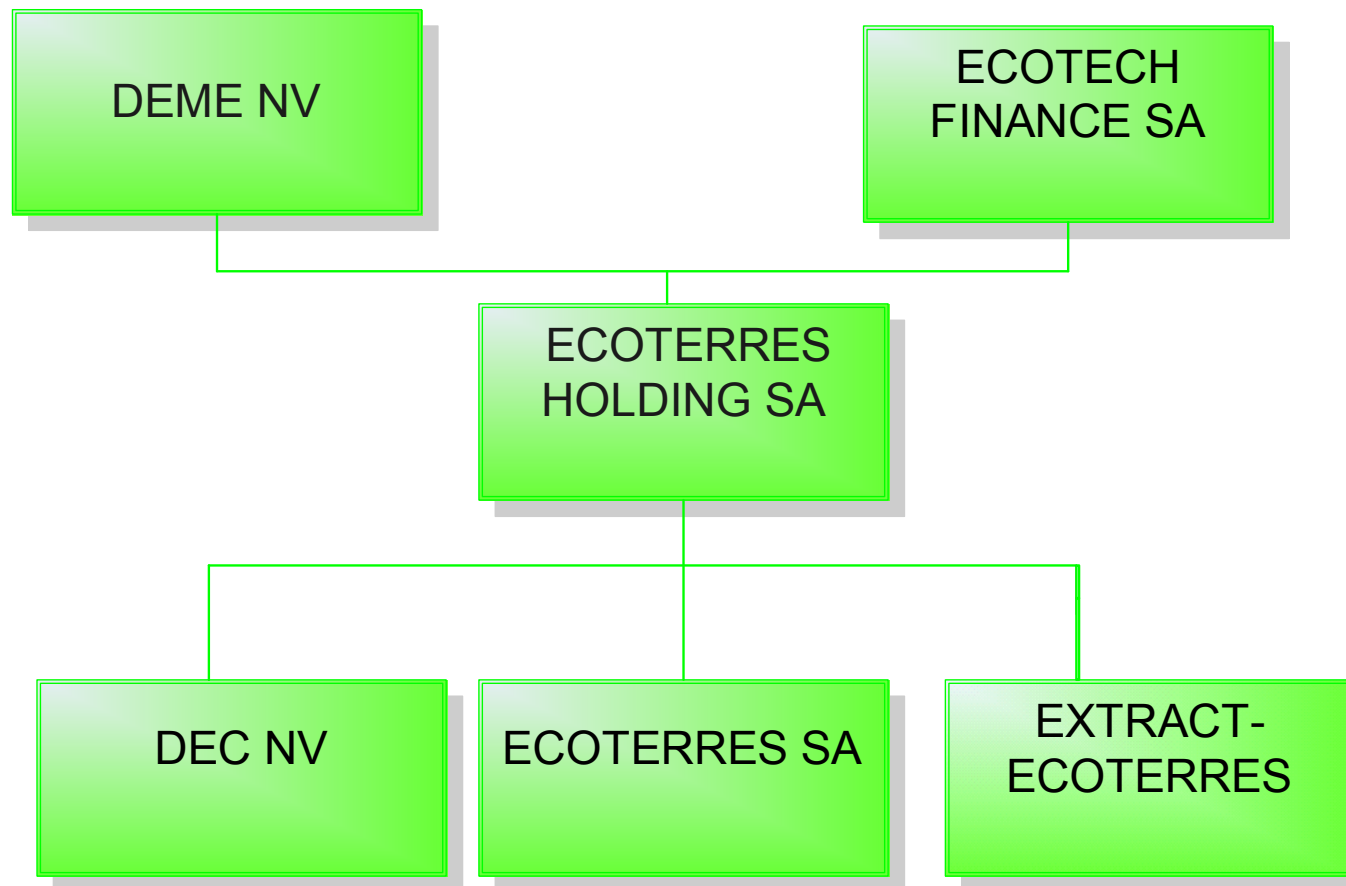 DEME NV
ECOTECH
FINANCE SA
ECOTERRES
HOLDING SA
DEC NV
ECOTERRES SA
EXTRACT-
ECOTERRES